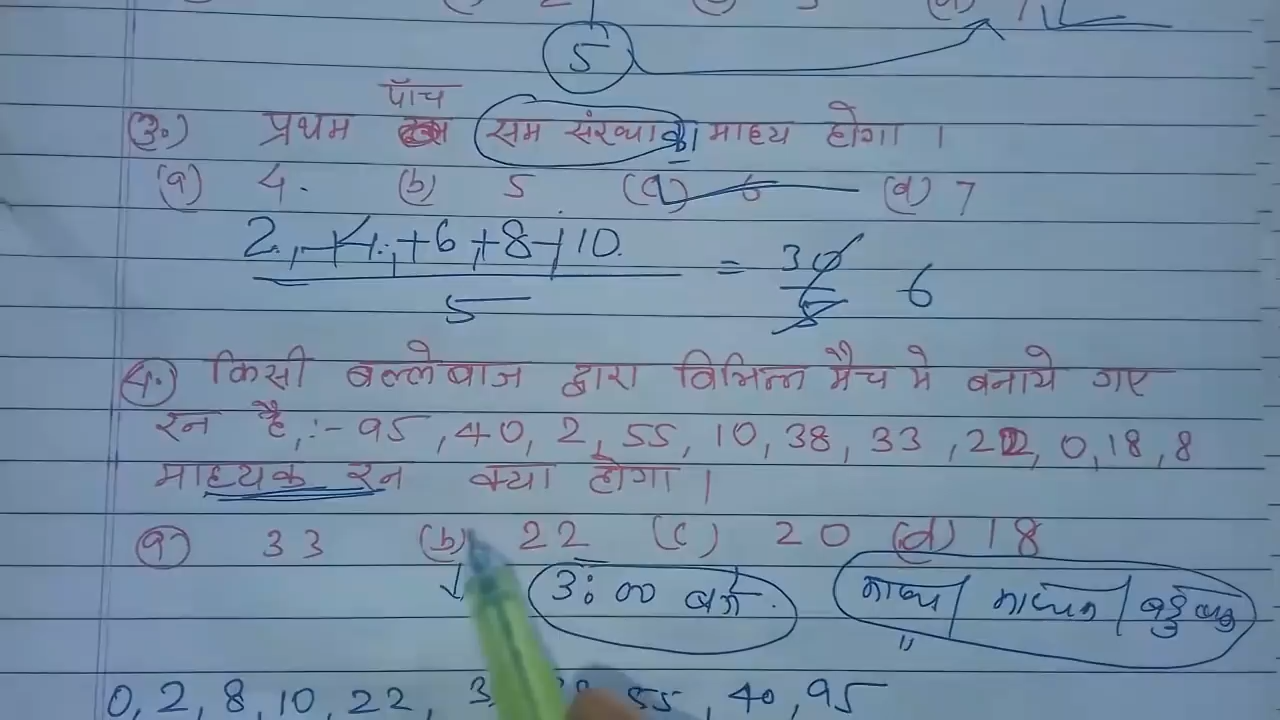 5
(3.) प्रथम पाँच सम संख्या का माध्य होगा ।
(a) 4. (b) 5 (c) 6 (d) 7
2, + 4, + 6, + 8 + 10. = 30 6
5 5
(4.) किसी बल्लेबाज द्वारा विभिन्न मैच मे बनाये गए
रन है,:- 95, 40, 2, 55, 10, 38, 33, 22, 0, 18, 8
माध्यक रन क्या होगा ।
(a) 33 (b) 22 (c) 20 (d) 18
3:00 बजे. माध्य / माध्यक / बहुलक
0, 2, 8, 10, 22, 55, 40, 95